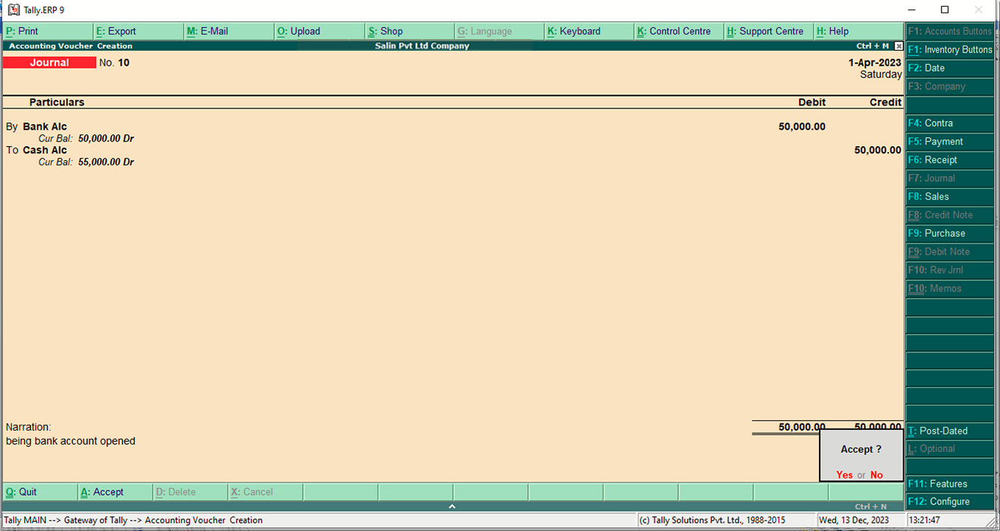 Tally.ERP 9
P: Print E: Export M: E-Mail O: Upload S: Shop G: Language K: Keyboard K: Control Centre H: Support Centre H: Help
F1: Accounts Buttons
Accounting Voucher Creation Salin Pvt Ltd Company Ctrl + M x
F1: Inventory Buttons
Journal No. 10 1-Apr-2023
F2: Date
Saturday
F3: Company
Particulars Debit Credit
By Bank Alc 50,000.00
F4: Contra
Cur Bal: 50,000.00 Dr
F5: Payment
To Cash Alc 50,000.00
Cur Bal: 55,000.00 Dr
F6: Receipt
F7: Journal
F8: Sales
F8: Credit Note
F9: Purchase
F9: Debit Note
F10: Rev Jrnl
F10: Memos
Narration: 50,000.00 50,000.00
T: Post-Dated
being bank account opened
Accept ?
L: Optional
Yes or No
F11: Features
Q: Quit A: Accept D: Delete X: Cancel
F12: Configure
Ctrl + N
Tally MAIN --> Gateway of Tally --> Accounting Voucher Creation (c) Tally Solutions Pvt. Ltd., 1988-2015 Wed, 13 Dec, 2023 13:21:47